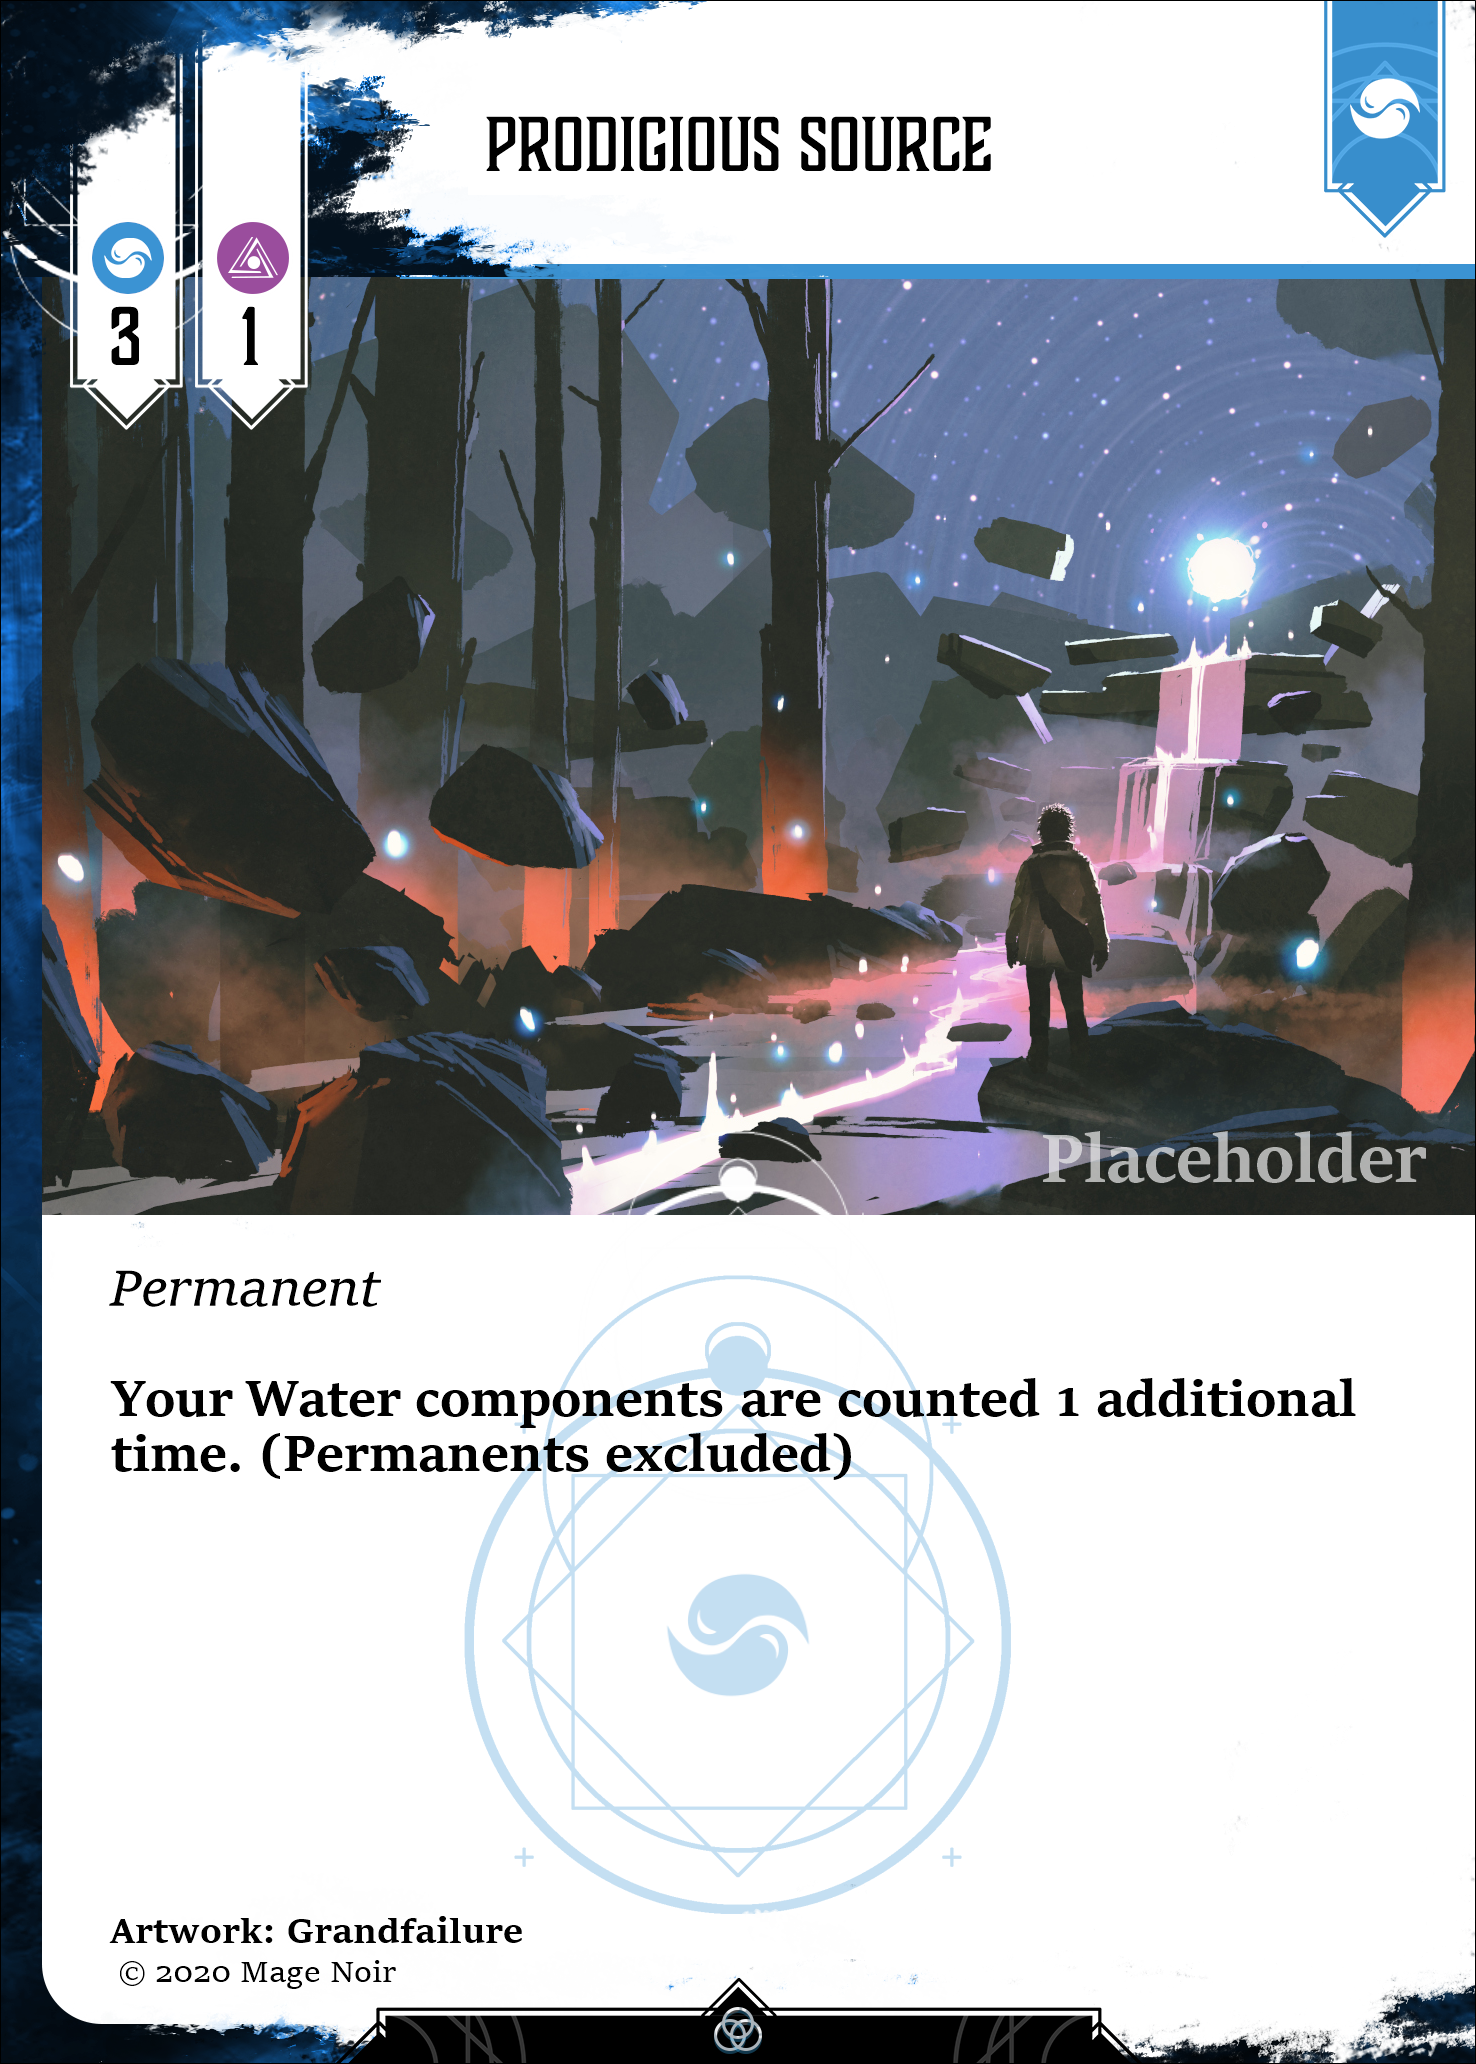 PRODIGIOUS SOURCE
3 1
Placeholder
Permanent
Your Water components are counted 1 additional
time. (Permanents excluded)
Artwork: Grandfailure
© 2020 Mage Noir